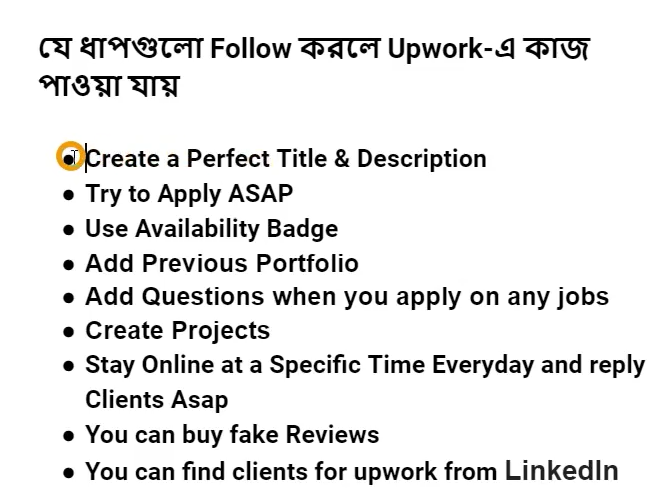 যে ধাপগুলো Follow করলে Upwork-এ কাজ
পাওয়া যায়
● Create a Perfect Title & Description
● Try to Apply ASAP
● Use Availability Badge
● Add Previous Portfolio
● Add Questions when you apply on any jobs
● Create Projects
● Stay Online at a Specific Time Everyday and reply
Clients Asap
● You can buy fake Reviews
● You can find clients for upwork from LinkedIn